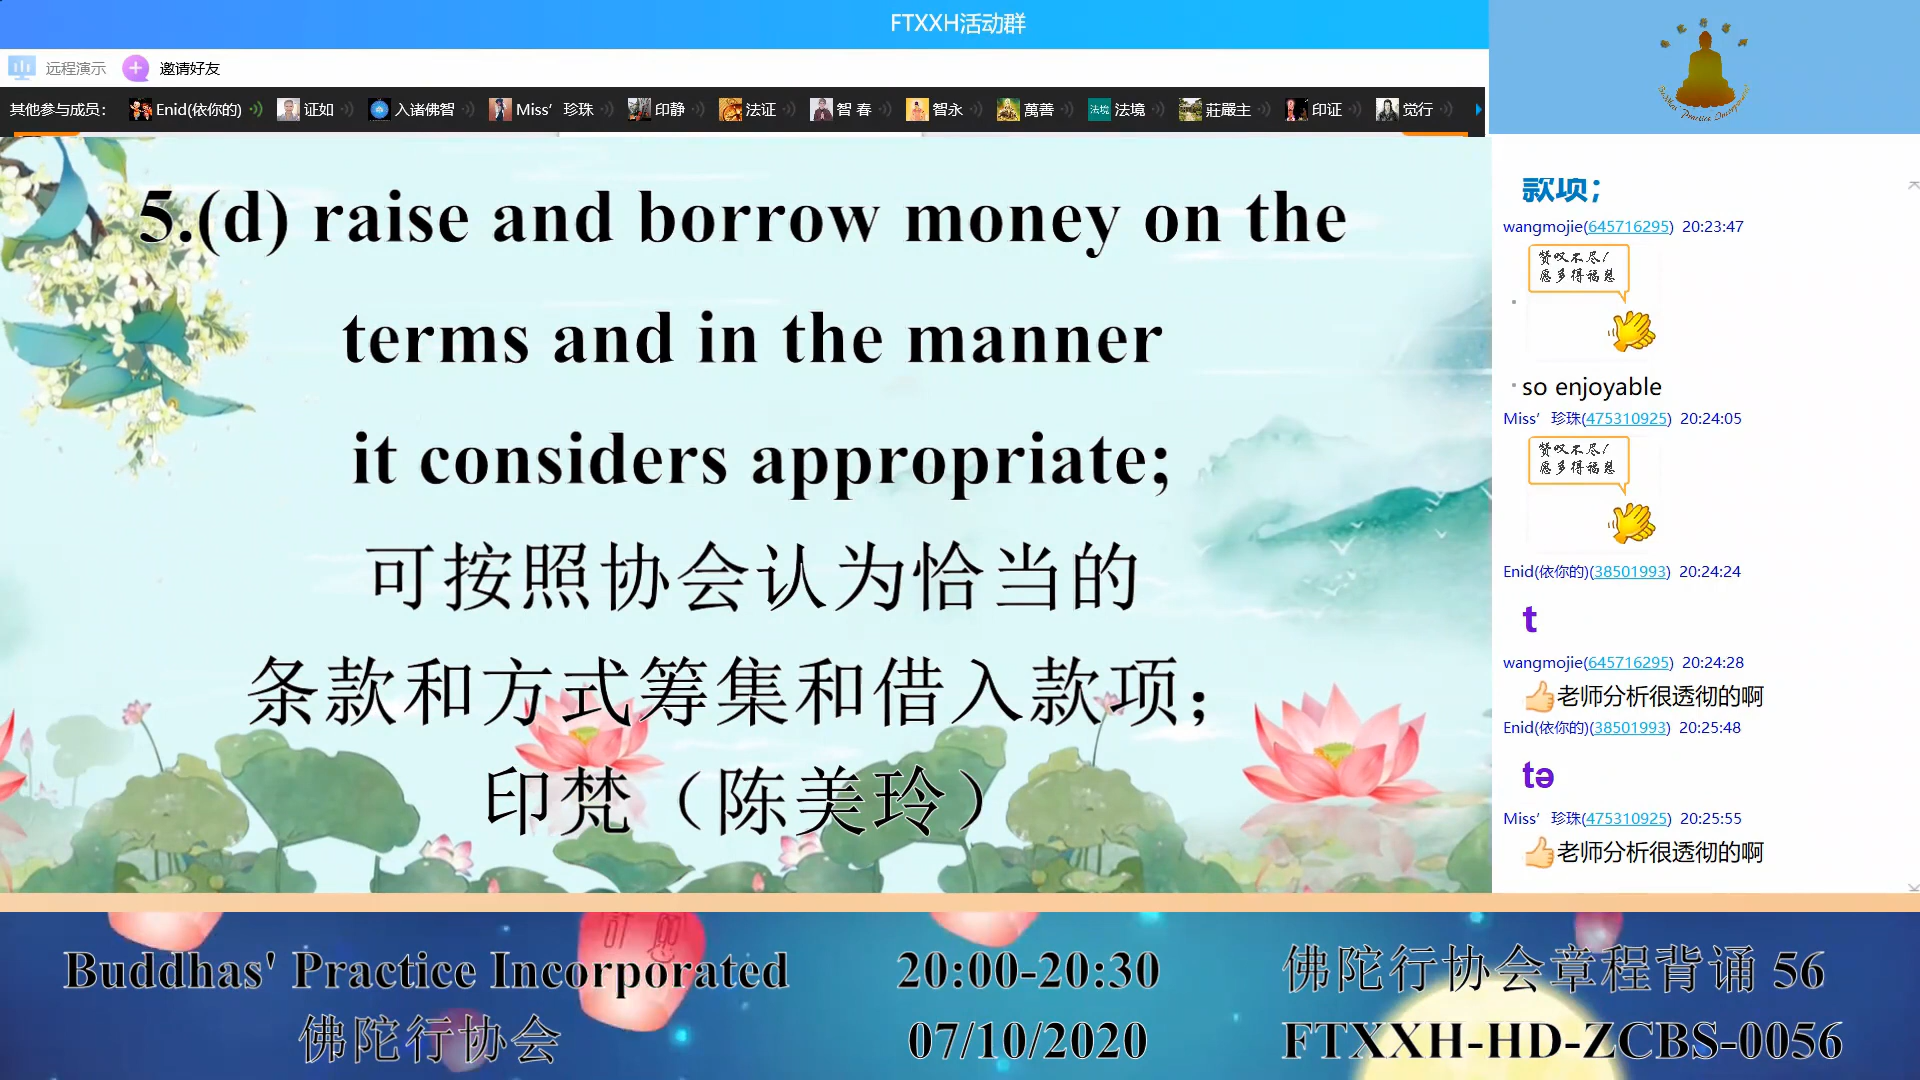 FTXXH活动群
远程演示 邀请好友
其他参与成员: Enid(依你的) 证如 入诸佛智 Miss’ 珍珠 印静 法证 智 春 智永 萬善 法境 莊嚴主 印证 觉行
5.(d) raise and borrow money on the
terms and in the manner
it considers appropriate;
可按照协会认为恰当的
条款和方式筹集和借入款项；
印梵（陈美玲）
款项；
wangmojie(645716295) 20:23:47
赞叹不尽！
愿多得福慧
so enjoyable
Miss’ 珍珠(475310925) 20:24:05
赞叹不尽！
愿多得福慧
Enid(依你的)(38501993) 20:24:24
t
wangmojie(645716295) 20:24:28
老师分析很透彻的啊
Enid(依你的)(38501993) 20:25:48
tə
Miss’ 珍珠(475310925) 20:25:55
老师分析很透彻的啊
Buddhas' Practice Incorporated
佛陀行协会
20:00-20:30
07/10/2020
佛陀行协会章程背诵 56
FTXXH-HD-ZCBS-0056